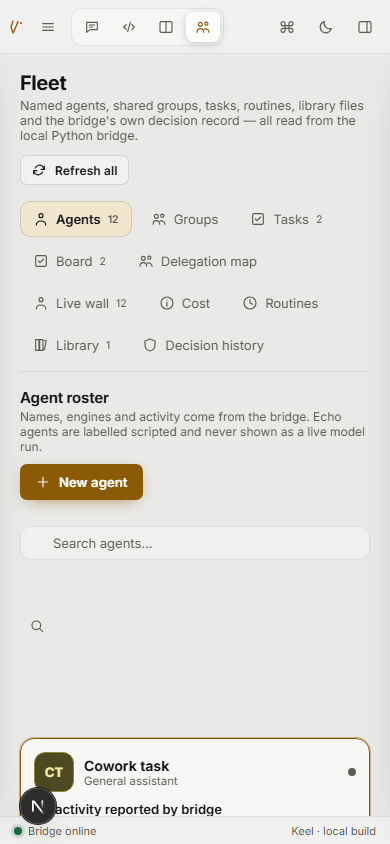 Fleet
Named agents, shared groups, tasks, routines, library files
and the bridge's own decision record — all read from the
local Python bridge.
Refresh all
Agents 12
Groups
Tasks 2
Board 2
Delegation map
Live wall 12
Cost
Routines
Library 1
Decision history
Agent roster
Names, engines and activity come from the bridge. Echo
agents are labelled scripted and never shown as a live model
run.
New agent
Search agents...
CT
Cowork task
General assistant
N
activity reported by bridge
Bridge online
Keel · local build